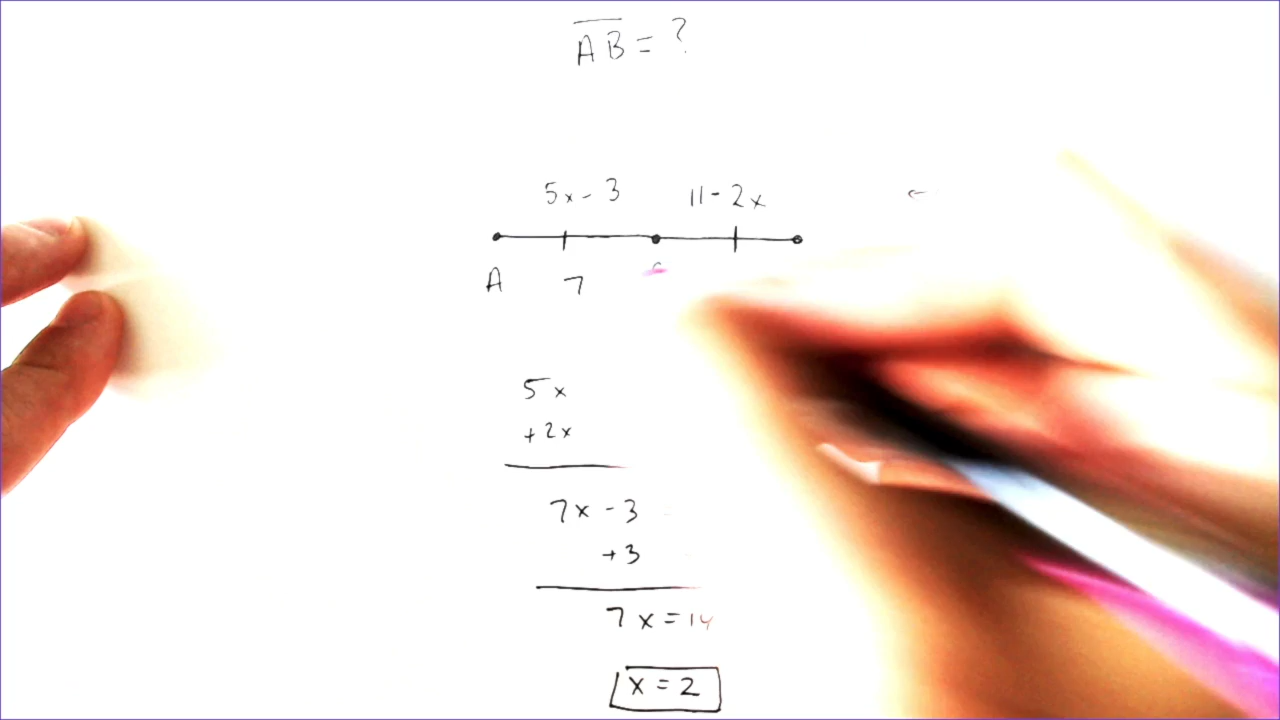 AB = ?
5x - 3 11 - 2x
A 7
5x
+ 2x
7x - 3
+ 3
7x = 14
x = 2